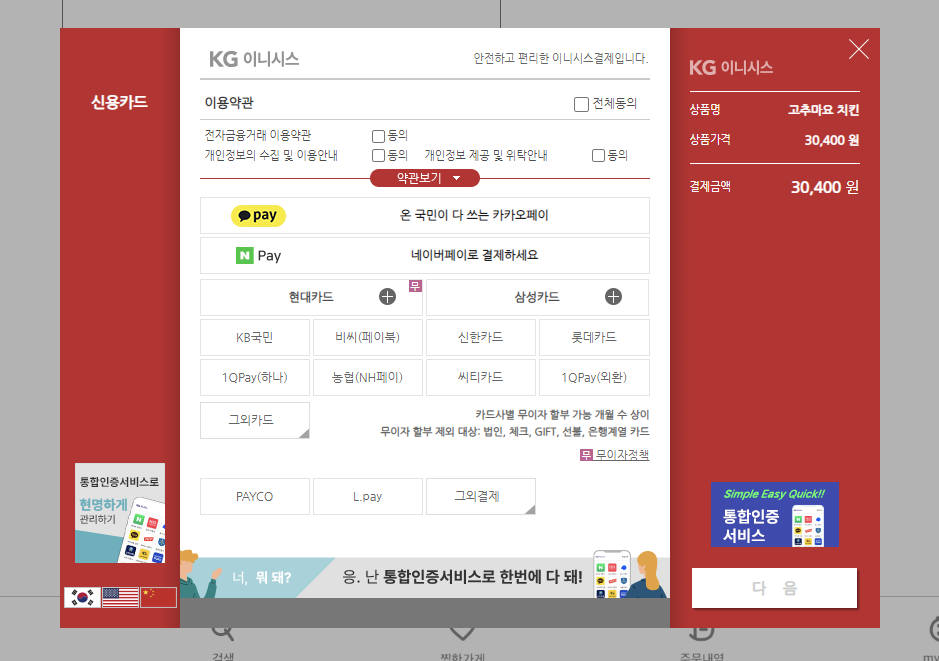 신용카드
KG 이니시스
안전하고 편리한 이니시스결제입니다.
이용약관
전체동의
전자금융거래 이용약관
동의
개인정보의 수집 및 이용안내
동의
개인정보 제공 및 위탁안내
동의
약관보기
pay
온 국민이 다 쓰는 카카오페이
N Pay
네이버페이로 결제하세요
현대카드
무
삼성카드
KB국민
비씨(페이북)
신한카드
롯데카드
1QPay(하나)
농협(NH페이)
씨티카드
1QPay(외환)
그외카드
카드사별 무이자 할부 가능 개월 수 상이
무이자 할부 제외 대상: 법인, 체크, GIFT, 선불, 은행계열 카드
무 무이자정책
PAYCO
L.pay
그외결제
통합인증서비스로
현명하게
관리하기
너, 뭐 돼?
응. 난 통합인증서비스로 한번에 다 돼!
KG 이니시스
상품명
고추마요 치킨
상품가격
30,400 원
결제금액
30,400 원
Simple Easy Quick!!
통합인증
서비스
다 음
검색
찜한가게
주문내역
my